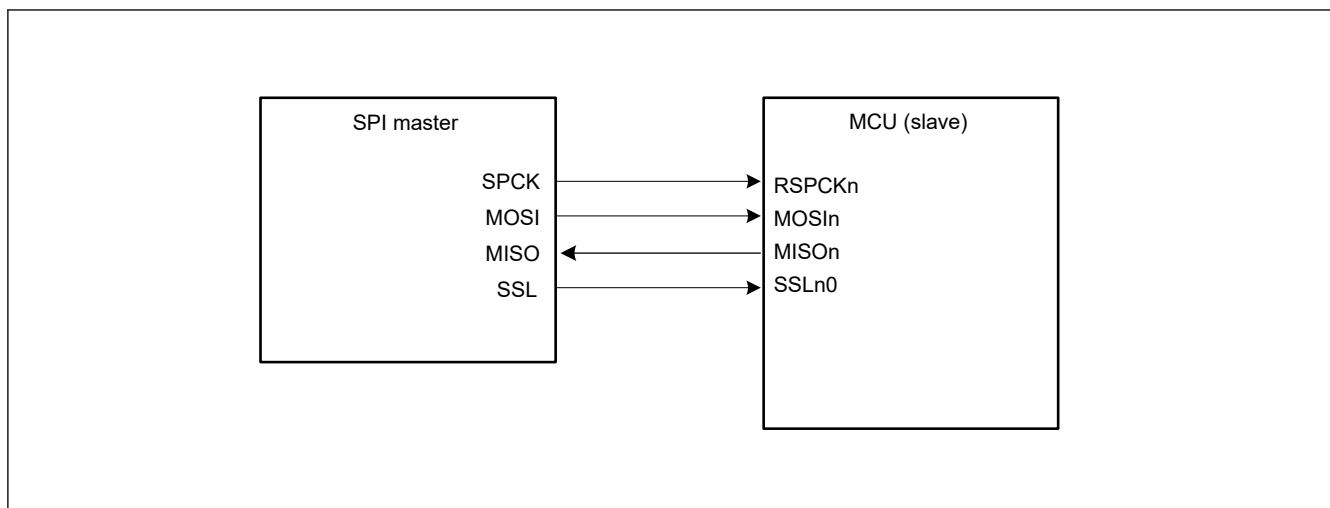 SPI master
SPCK
MOSI
MISO
SSL
MCU (slave)
RSPCKn
MOSIn
MISOn
SSLn0